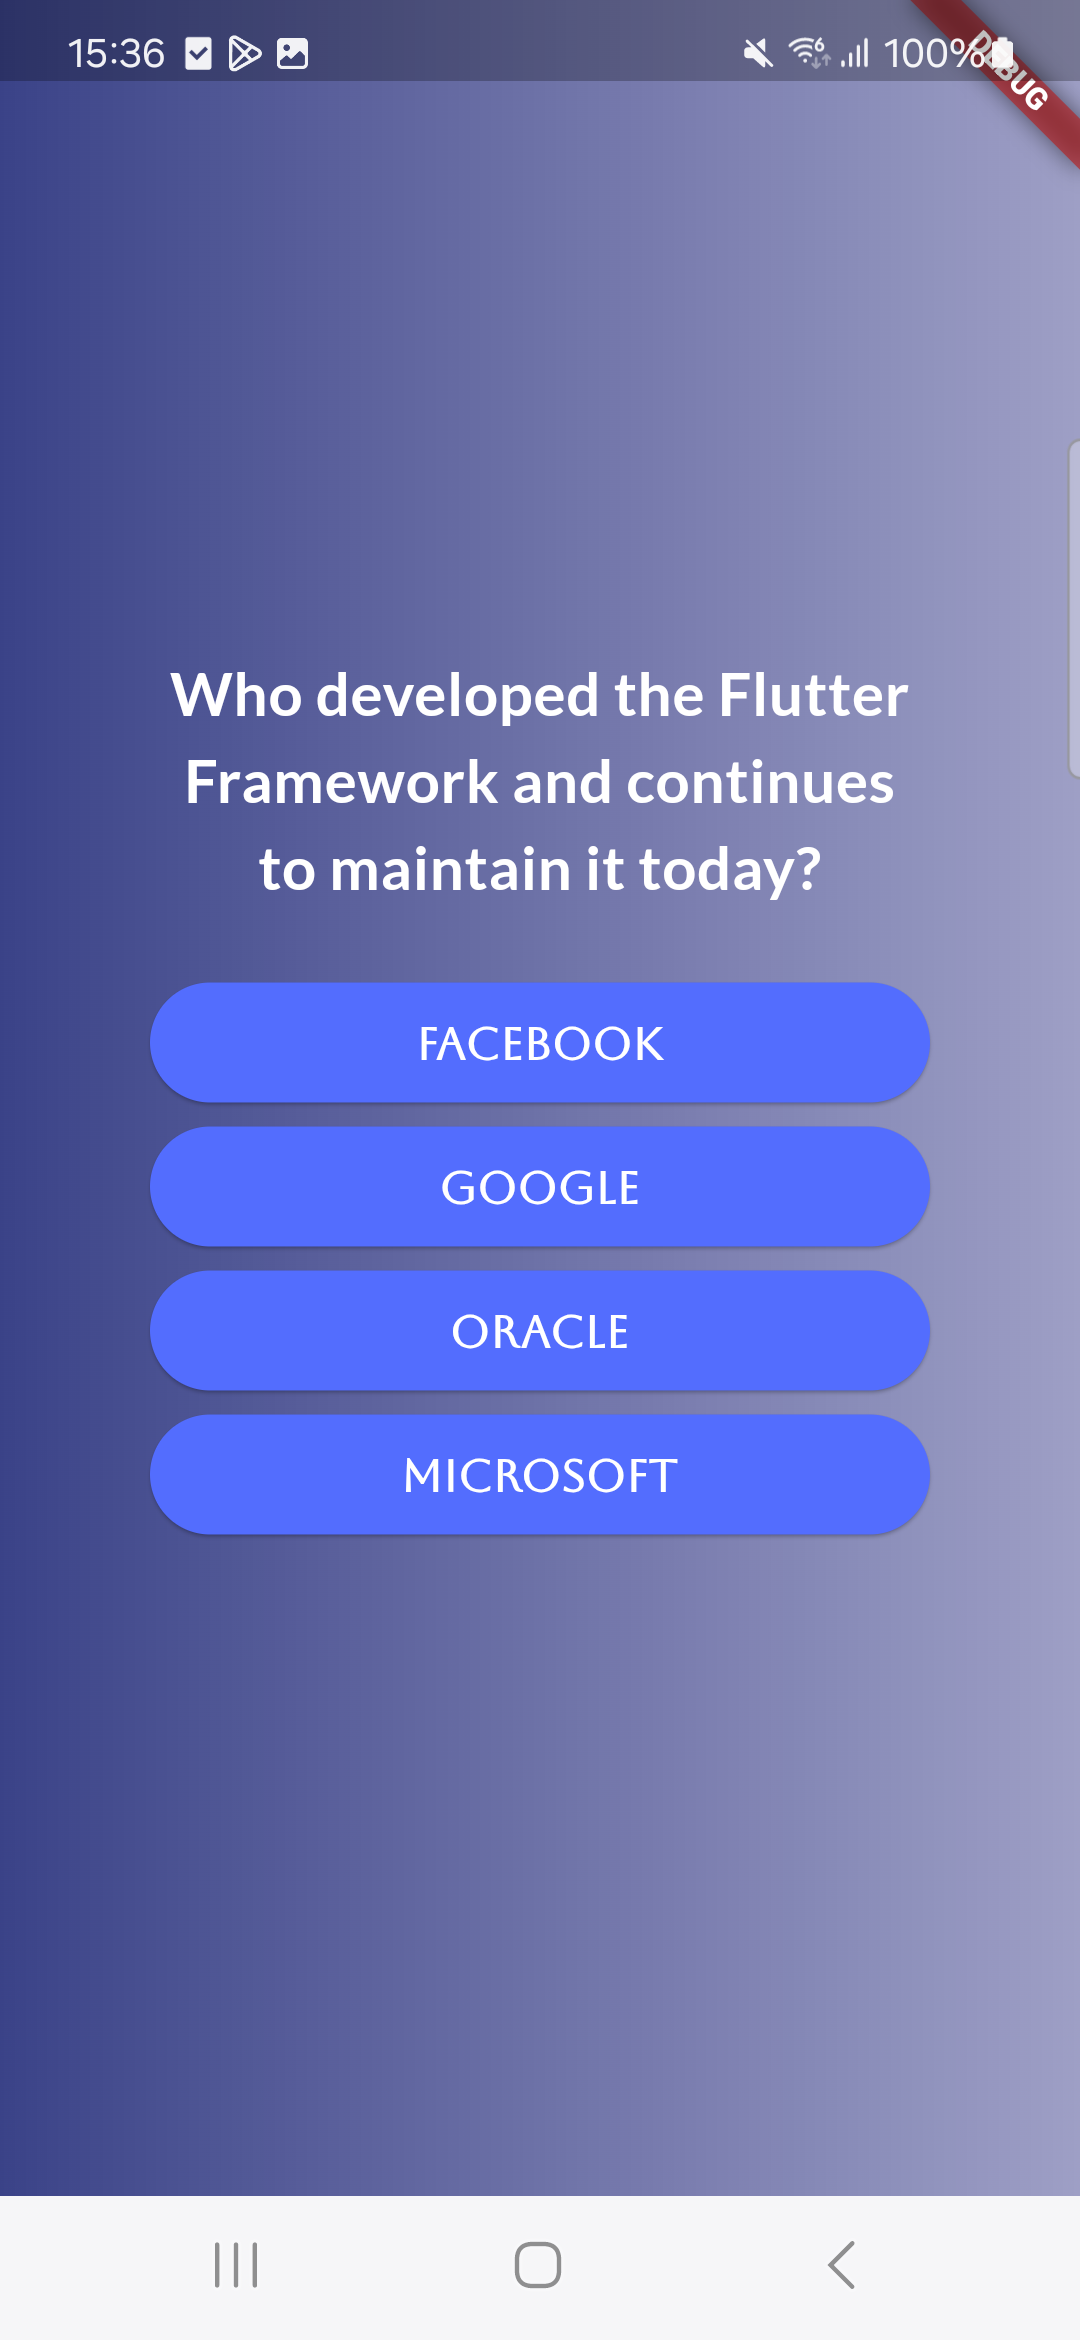 15:36
100%
DEBUG
Who developed the Flutter
Framework and continues
to maintain it today?
FACEBOOK
GOOGLE
ORACLE
MICROSOFT